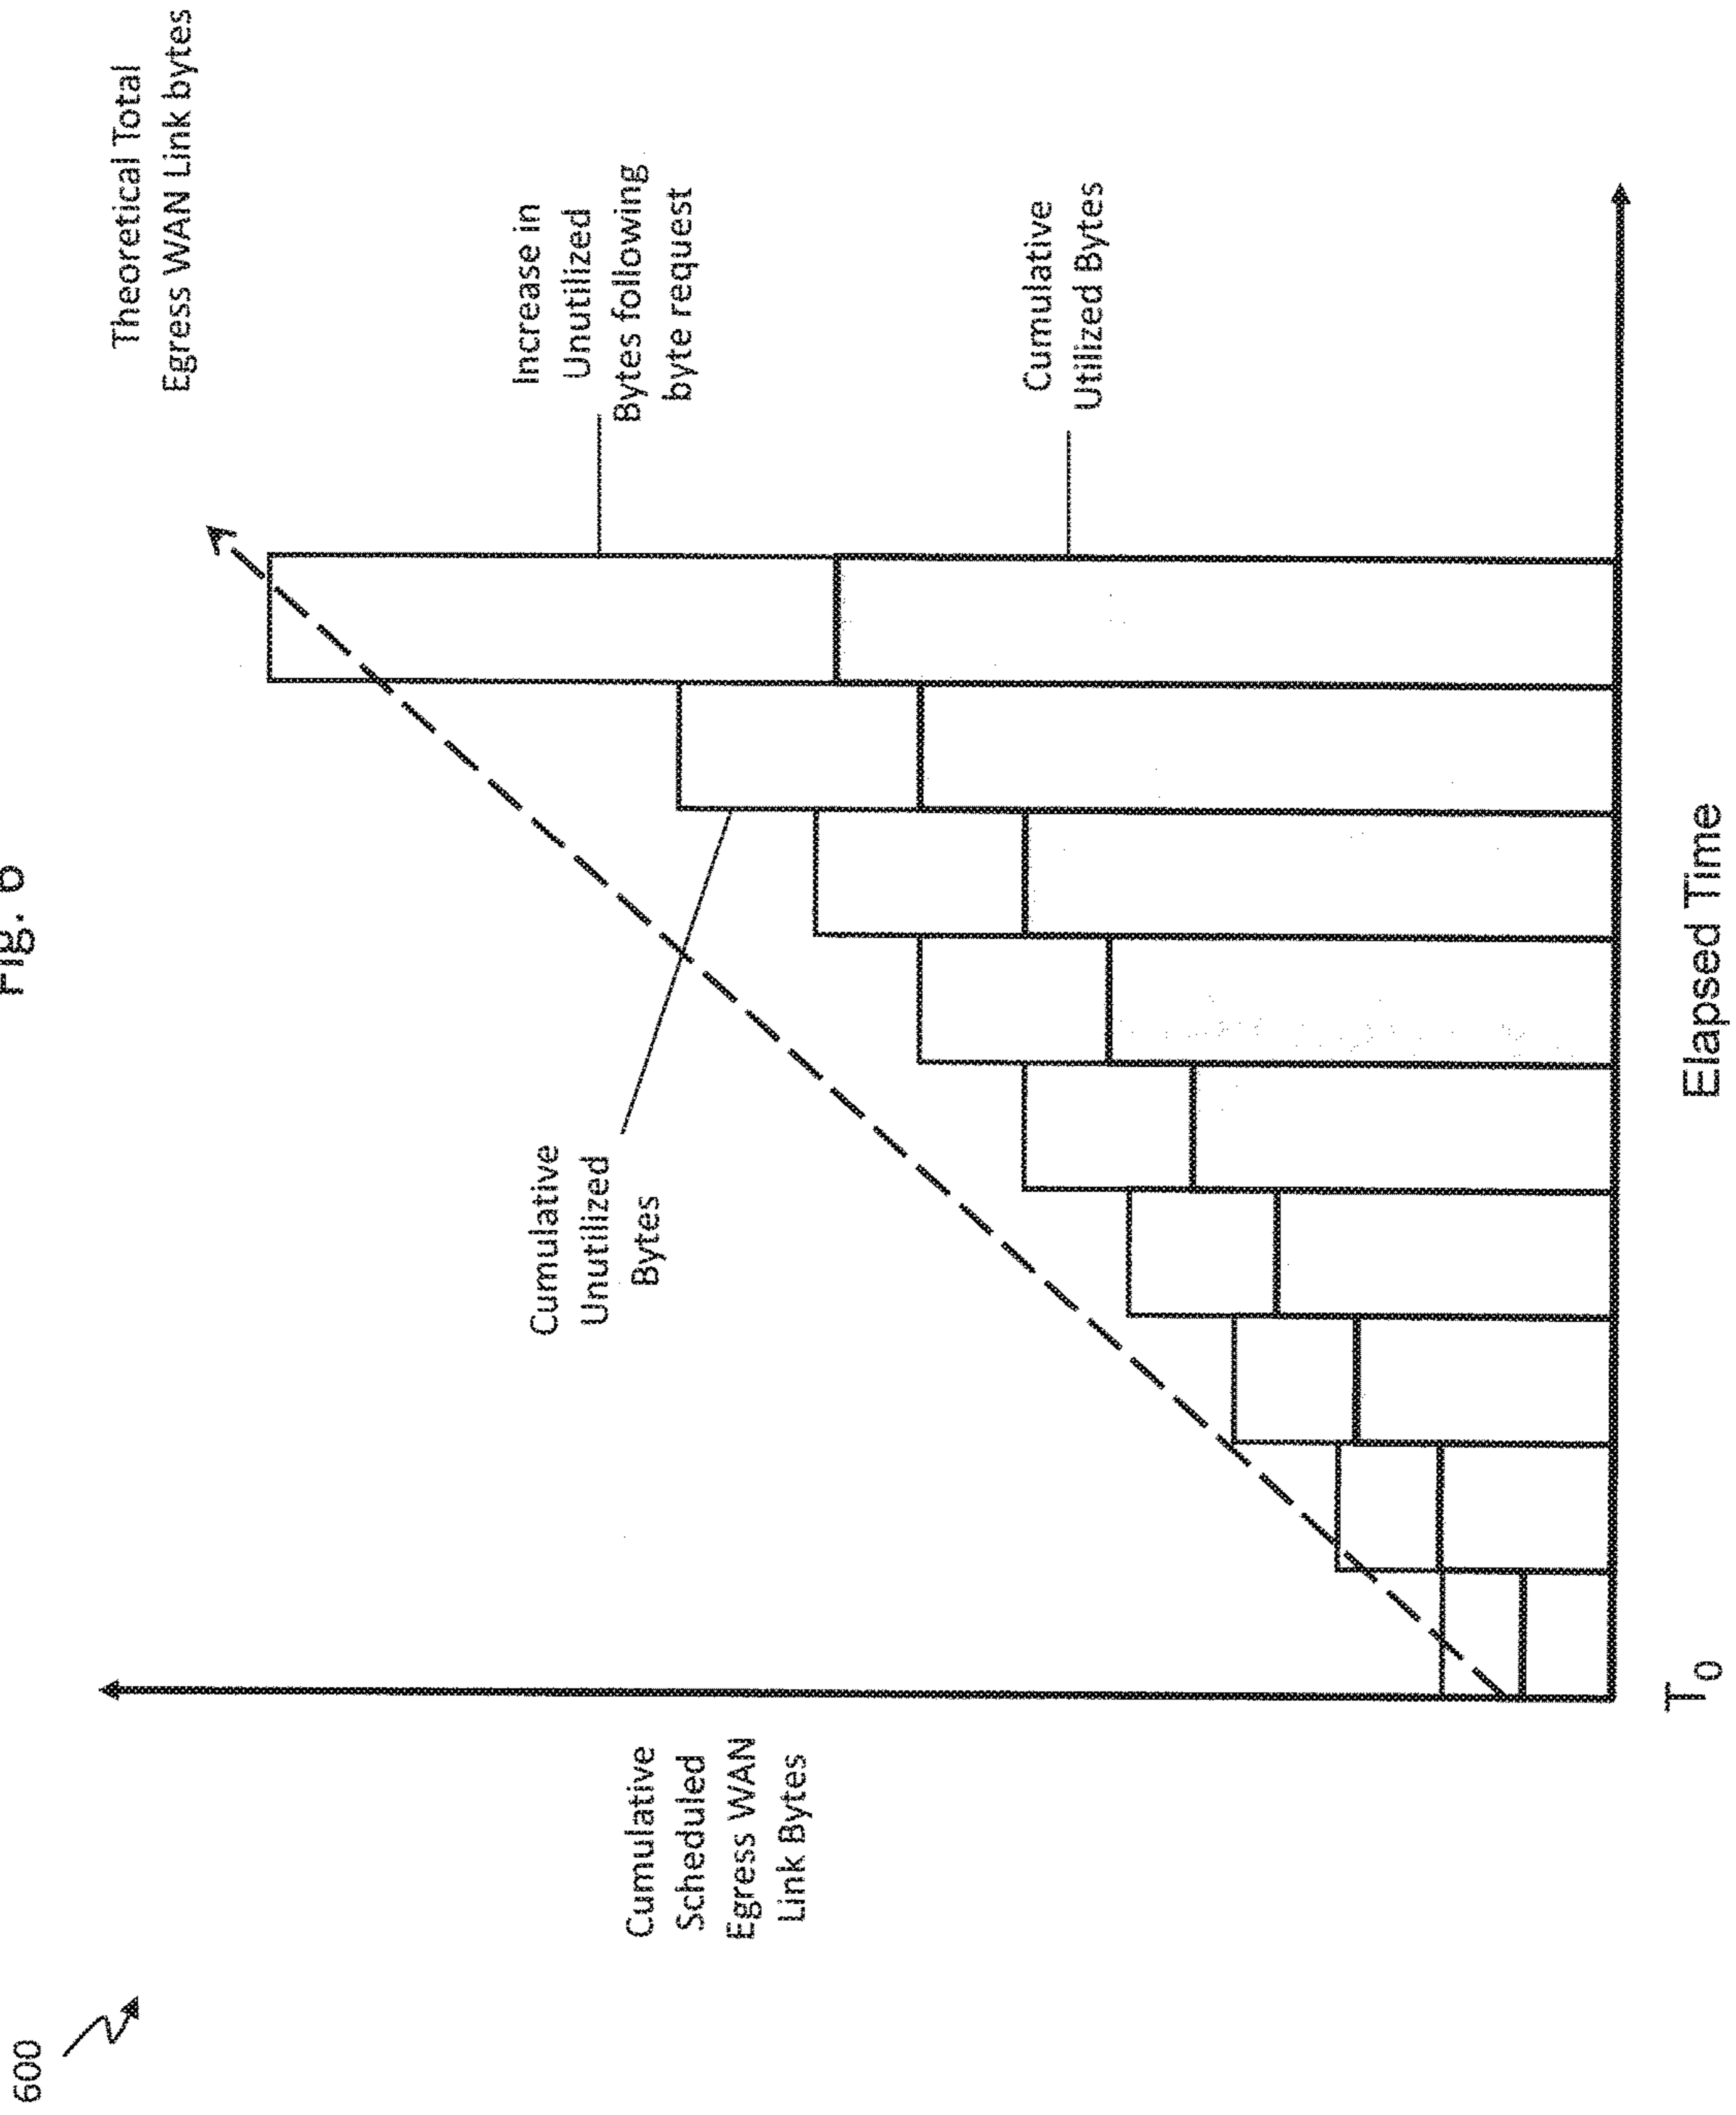 Fig. 6
600
Theoretical Total
Egress WAN Link bytes
Cumulative
Scheduled
Egress WAN
Link Bytes
Cumulative
Unutilized
Bytes
Increase in
Unutilized
Bytes following
byte request
Cumulative
Utilized Bytes
T0
Elapsed Time